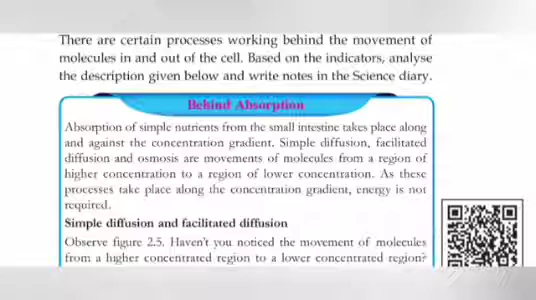 There are certain processes working behind the movement of
molecules in and out of the cell. Based on the indicators, analyse
the description given below and write notes in the Science diary.
Behind Absorption
Absorption of simple nutrients from the small intestine takes place along
and against the concentration gradient. Simple diffusion, facilitated
diffusion and osmosis are movements of molecules from a region of
higher concentration to a region of lower concentration. As these
processes take place along the concentration gradient, energy is not
required.
Simple diffusion and facilitated diffusion
Observe figure 2.5. Haven't you noticed the movement of molecules
from a higher concentrated region to a lower concentrated region?